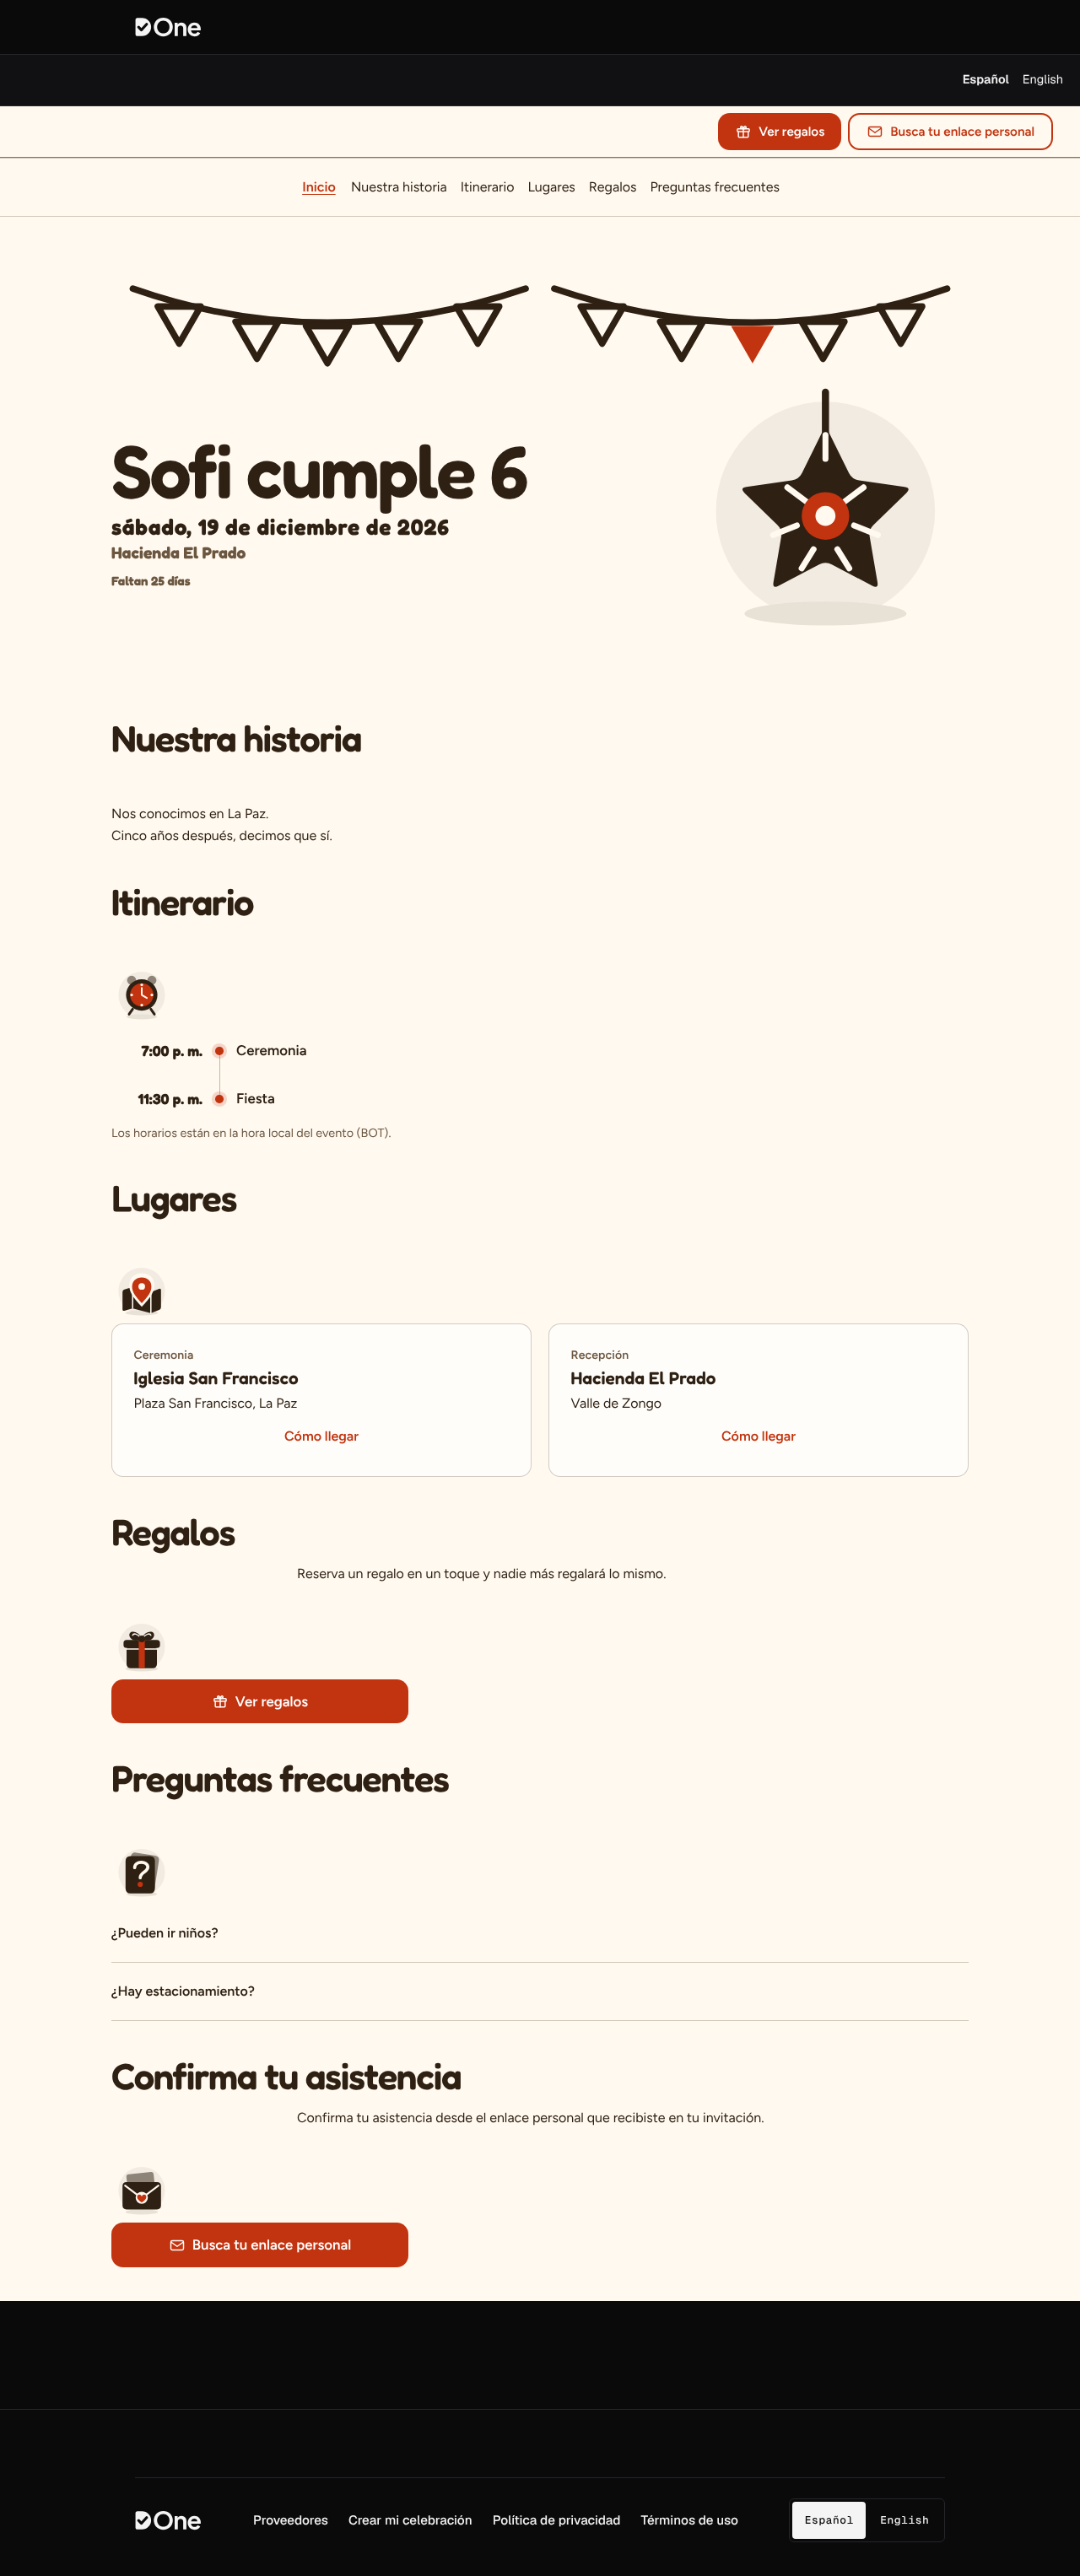 One
Español English
Ver regalos Busca tu enlace personal
Inicio Nuestra historia Itinerario Lugares Regalos Preguntas frecuentes
Sofi cumple 6
sábado, 19 de diciembre de 2026
Hacienda El Prado
Faltan 25 días
Nuestra historia
Nos conocimos en La Paz.
Cinco años después, decimos que sí.
Itinerario
7:00 p. m. Ceremonia
11:30 p. m. Fiesta
Los horarios están en la hora local del evento (BOT).
Lugares
Ceremonia
Iglesia San Francisco
Plaza San Francisco, La Paz
Cómo llegar
Recepción
Hacienda El Prado
Valle de Zongo
Cómo llegar
Regalos
Reserva un regalo en un toque y nadie más regalará lo mismo.
Ver regalos
Preguntas frecuentes
?
¿Pueden ir niños?
¿Hay estacionamiento?
Confirma tu asistencia
Confirma tu asistencia desde el enlace personal que recibiste en tu invitación.
Busca tu enlace personal
One Proveedores Crear mi celebración Política de privacidad Términos de uso Español English